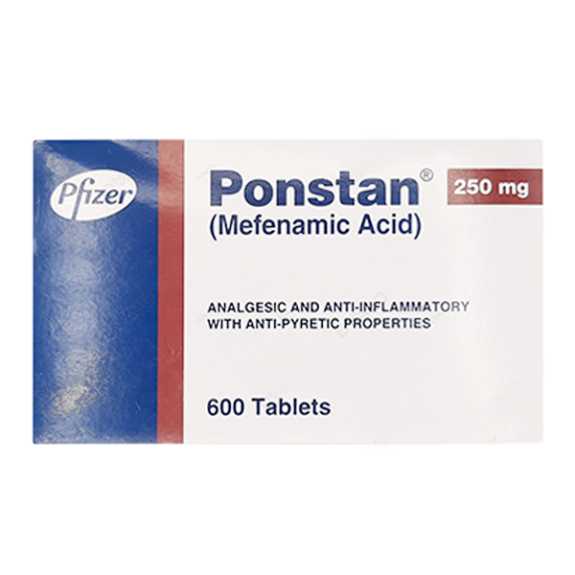 Pfizer
Ponstan®
250 mg
(Mefenamic Acid)
ANALGESIC AND ANTI-INFLAMMATORY
WITH ANTI-PYRETIC PROPERTIES
600 Tablets